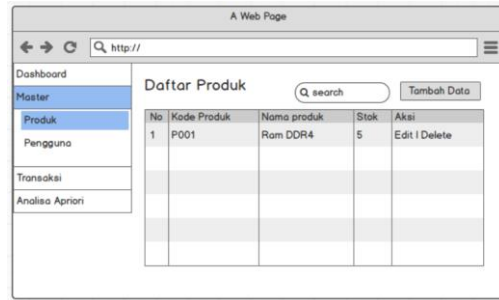 A Web Page
http://
Dashboard
Master
Produk
Pengguna
Transaksi
Analisa Apriori
Daftar Produk
search
Tambah Data
No Kode Produk Nama produk Stok Aksi
1 P001 Ram DDR4 5 Edit | Delete